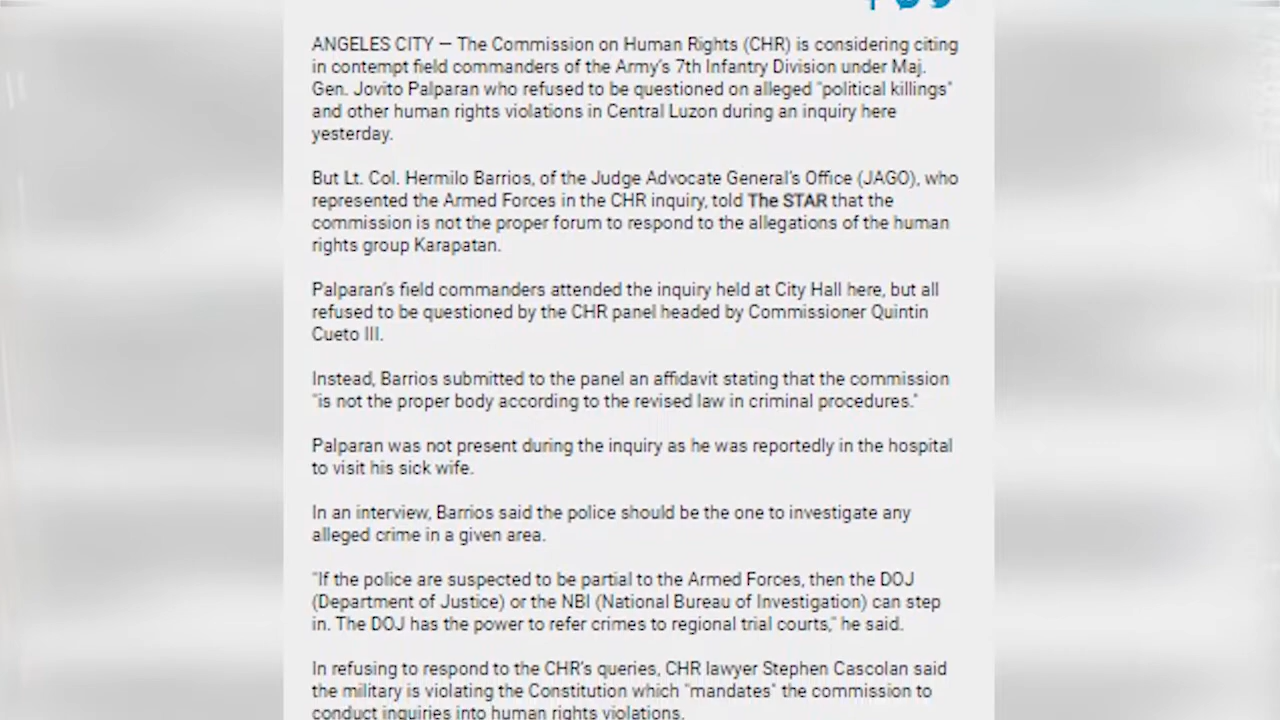 ANGELES CITY — The Commission on Human Rights (CHR) is considering citing
in contempt field commanders of the Army's 7th Infantry Division under Maj.
Gen. Jovito Palparan who refused to be questioned on alleged "political killings"
and other human rights violations in Central Luzon during an inquiry here
yesterday.
But Lt. Col. Hermilo Barrios, of the Judge Advocate General's Office (JAGO), who
represented the Armed Forces in the CHR inquiry, told The STAR that the
commission is not the proper forum to respond to the allegations of the human
rights group Karapatan.
Palparan's field commanders attended the inquiry held at City Hall here, but all
refused to be questioned by the CHR panel headed by Commissioner Quintin
Cueto III.
Instead, Barrios submitted to the panel an affidavit stating that the commission
"is not the proper body according to the revised law in criminal procedures."
Palparan was not present during the inquiry as he was reportedly in the hospital
to visit his sick wife.
In an interview, Barrios said the police should be the one to investigate any
alleged crime in a given area.
"If the police are suspected to be partial to the Armed Forces, then the DOJ
(Department of Justice) or the NBI (National Bureau of Investigation) can step
in. The DOJ has the power to refer crimes to regional trial courts," he said.
In refusing to respond to the CHR's queries, CHR lawyer Stephen Cascolan said
the military is violating the Constitution which "mandates" the commission to
conduct inquiries into human rights violations.